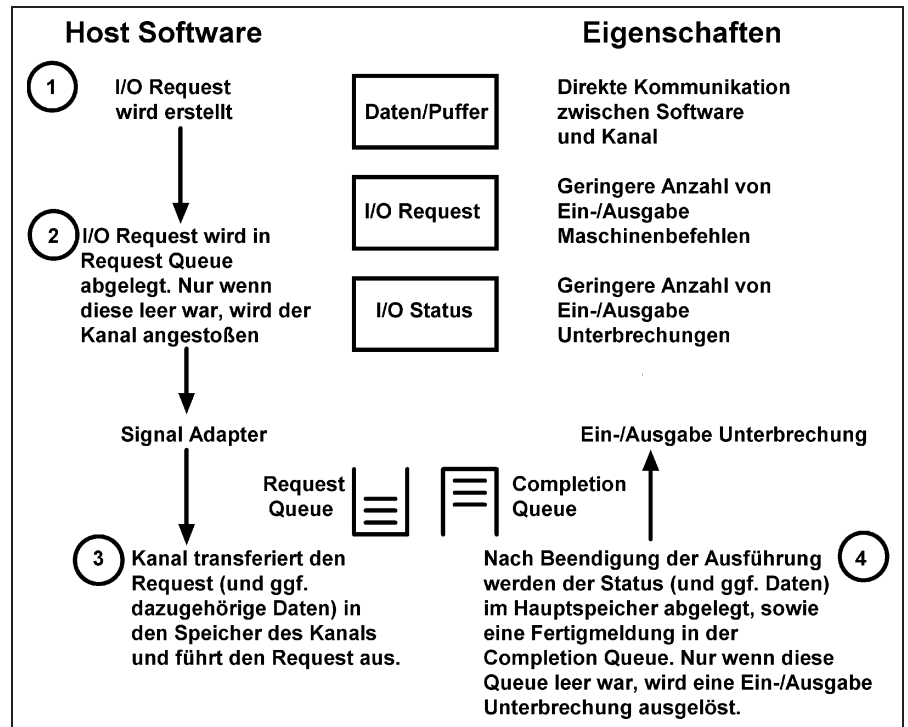 Host Software
Eigenschaften
1
I/O Request
wird erstellt
Daten/Puffer
Direkte Kommunikation
zwischen Software
und Kanal
I/O Request
Geringere Anzahl von
Ein-/Ausgabe
Maschinenbefehlen
2
I/O Request wird in
Request Queue
abgelegt. Nur wenn
diese leer war, wird der
Kanal angestoßen
I/O Status
Geringere Anzahl von
Ein-/Ausgabe
Unterbrechungen
Signal Adapter
Ein-/Ausgabe Unterbrechung
Request
Queue
Completion
Queue
3
Kanal transferiert den
Request (und ggf.
dazugehörige Daten) in
den Speicher des Kanals
und führt den Request aus.
Nach Beendigung der Ausführung
werden der Status (und ggf. Daten)
im Hauptspeicher abgelegt, sowie
eine Fertigmeldung in der
Completion Queue. Nur wenn diese
Queue leer war, wird eine Ein-/Ausgabe
Unterbrechung ausgelöst.
4